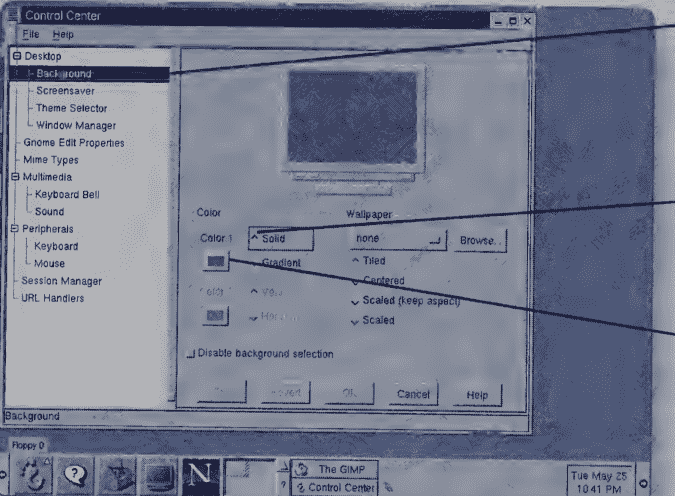 Control Center
File Help
Desktop
Background
Screensaver
Theme Selector
Window Manager
Gnome Edit Properties
Mime Types
Multimedia
Keyboard Bell
Sound
Peripherals
Keyboard
Mouse
Session Manager
URL Handlers
Color
Wallpaper
Color 1
Solid
none
Browse..
Gradient
Tiled
Centered
Scaled (keep aspect)
Scaled
Disable background selection
Cancel
Help
Background
Floppy 0
N
The GIMP
Control Center
Tue May 25
10:41 PM